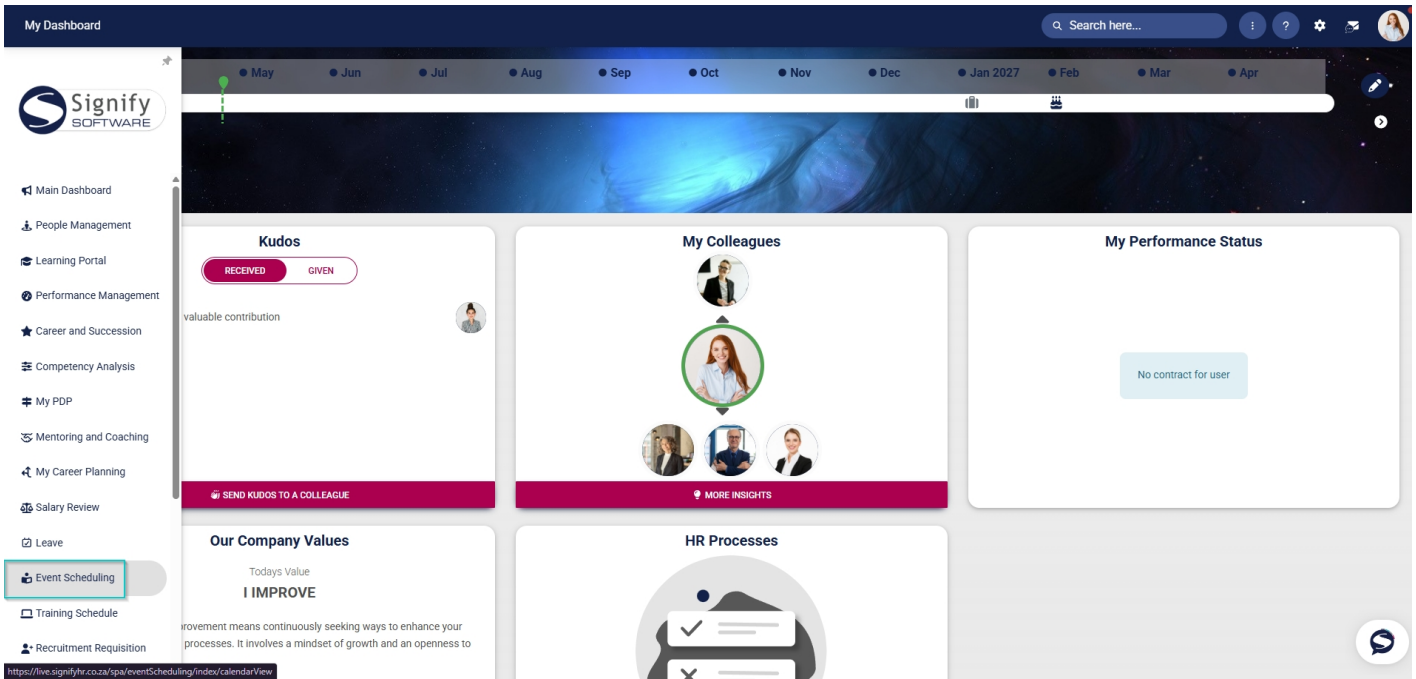 My Dashboard
Search here...
?
Signify
SOFTWARE
May
Jun
Jul
Aug
Sep
Oct
Nov
Dec
Jan 2027
Feb
Mar
Apr
Main Dashboard
People Management
Learning Portal
Performance Management
Career and Succession
Competency Analysis
My PDP
Mentoring and Coaching
My Career Planning
Salary Review
Leave
Event Scheduling
Training Schedule
Recruitment Requisition
Kudos
RECEIVED
GIVEN
valuable contribution
SEND KUDOS TO A COLLEAGUE
My Colleagues
MORE INSIGHTS
My Performance Status
No contract for user
Our Company Values
Todays Value
I IMPROVE
provement means continuously seeking ways to enhance your
processes. It involves a mindset of growth and an openness to
HR Processes
https://live.signifyhr.co.za/spa/eventScheduling/index/calendarView